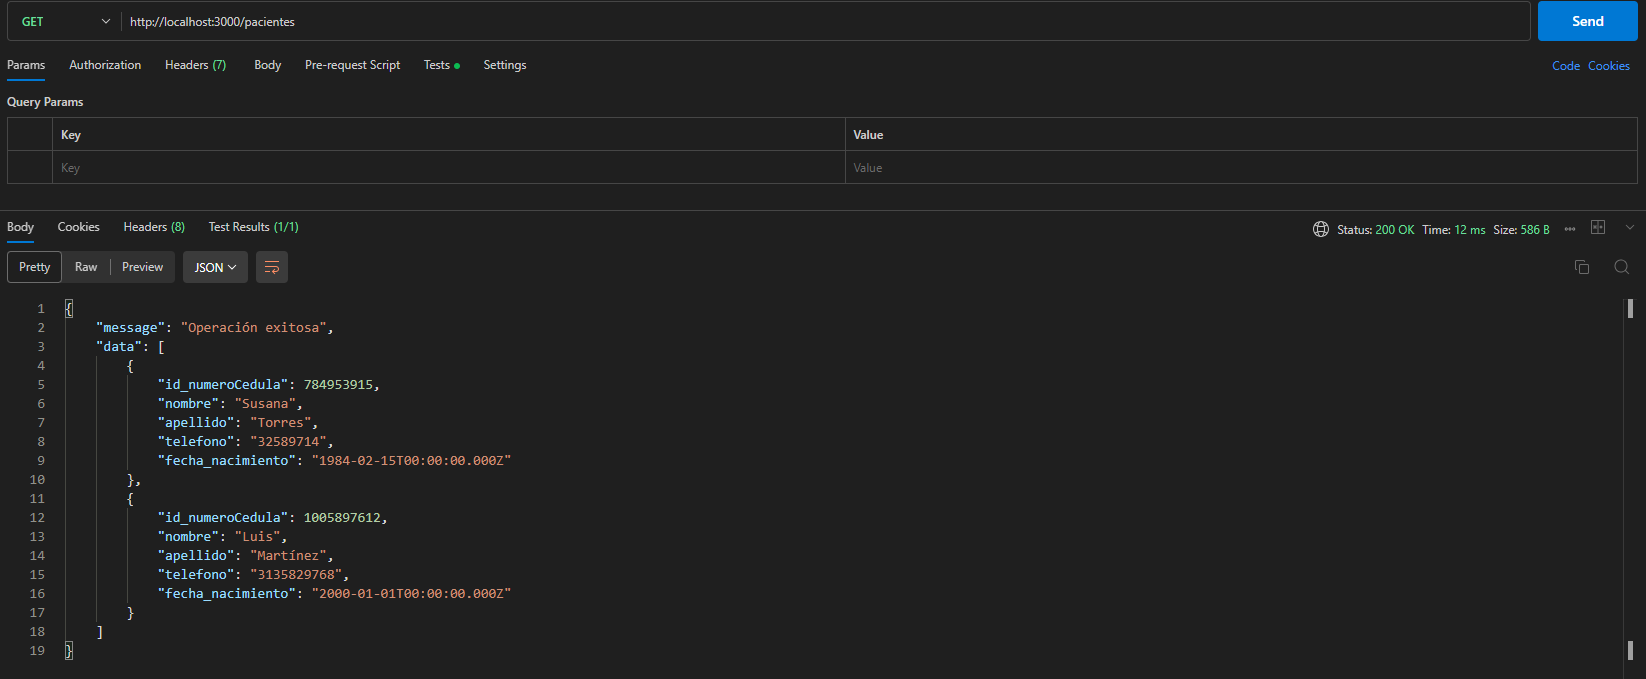 GET http://localhost:3000/pacientes Send
Params Authorization Headers (7) Body Pre-request Script Tests Settings Code Cookies
Query Params
Key Value
Key Value
Body Cookies Headers (8) Test Results (1/1) Status: 200 OK Time: 12 ms Size: 586 B
Pretty Raw Preview JSON
1 {
2 "message": "Operación exitosa",
3 "data": [
4 {
5 "id_numeroCedula": 784953915,
6 "nombre": "Susana",
7 "apellido": "Torres",
8 "telefono": "32589714",
9 "fecha_nacimiento": "1984-02-15T00:00:00.000Z"
10 },
11 {
12 "id_numeroCedula": 1005897612,
13 "nombre": "Luis",
14 "apellido": "Martínez",
15 "telefono": "3135829768",
16 "fecha_nacimiento": "2000-01-01T00:00:00.000Z"
17 }
18 ]
19 }